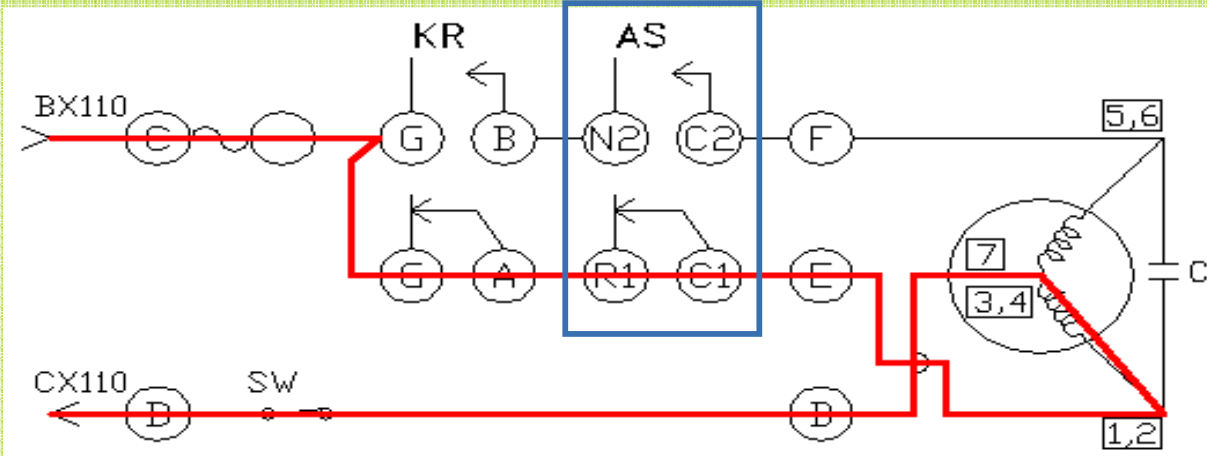 KR AS
BX110 C G B N2 C2 F 5,6
G A R1 C1 E 7 C
3,4
CX110 D SW D
1,2